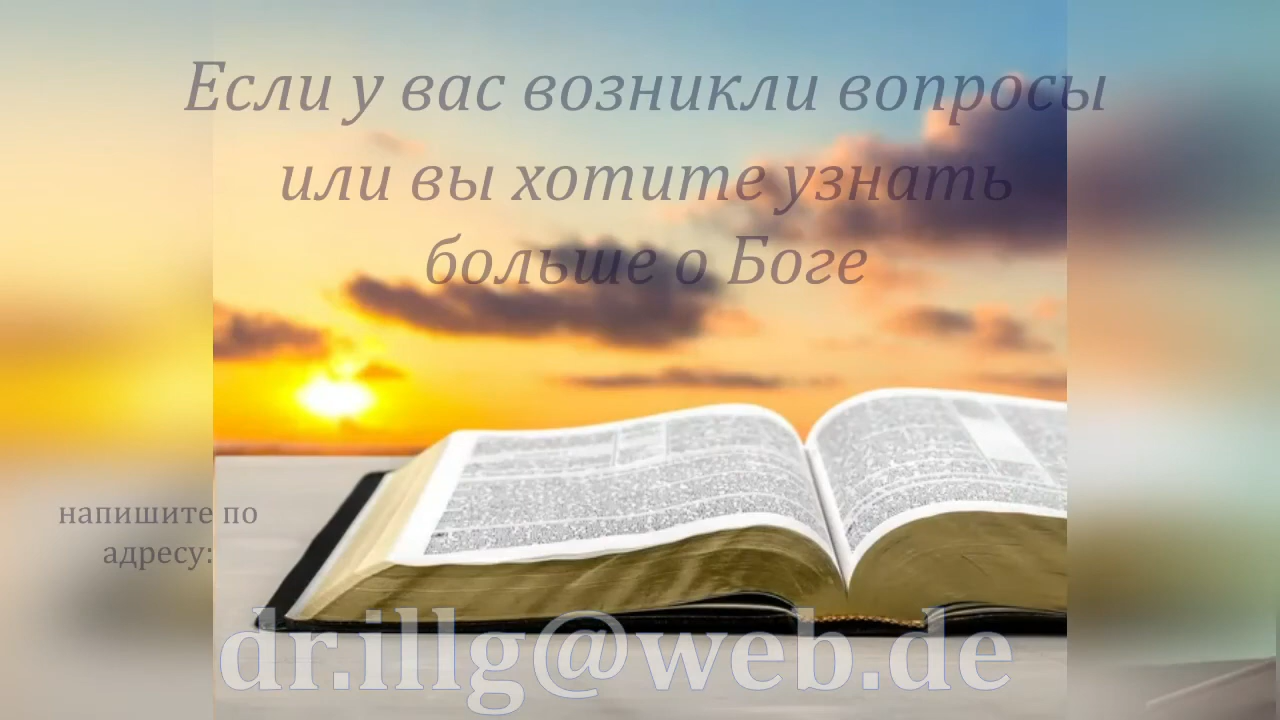 Если у вас возникли вопросы
или вы хотите узнать
больше о Боге
напишите по
адресу:
dr.illg@web.de